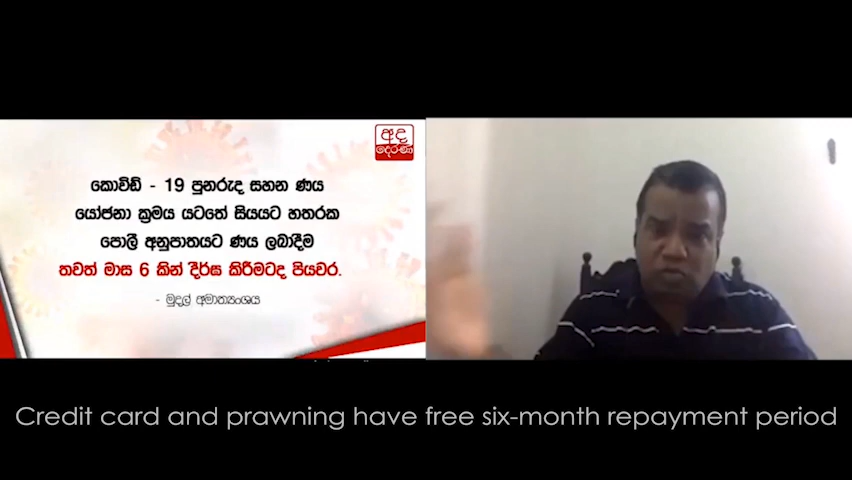 අද
දෙරණ
කොවිඩ් - 19 පුනරුද සහන ණය
යෝජනා ක්‍රමය යටතේ සියයට හතරක
පොලී අනුපාතයට ණය ලබාදීම
තවත් මාස 6 කින් දීර්ඝ කිරීමටද පියවර.
- මුදල් අමාත්‍යංශය
Credit card and prawning have free six-month repayment period